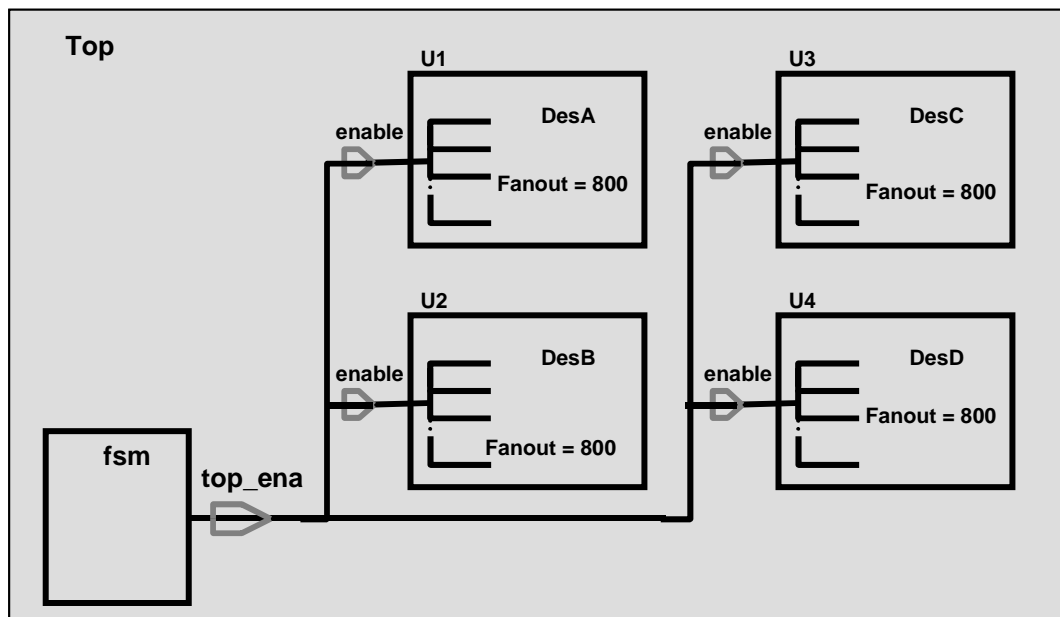 Top
U1
enable
DesA
Fanout = 800
U3
enable
DesC
Fanout = 800
U2
enable
DesB
Fanout = 800
U4
enable
DesD
Fanout = 800
fsm
top_ena